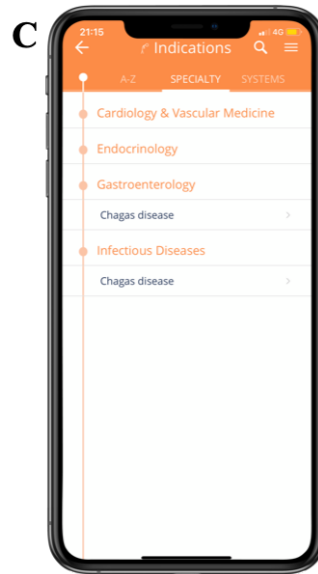 C
21:15
4G
Indications
A-Z SPECIALTY SYSTEMS
Cardiology & Vascular Medicine
Endocrinology
Gastroenterology
Chagas disease
Infectious Diseases
Chagas disease